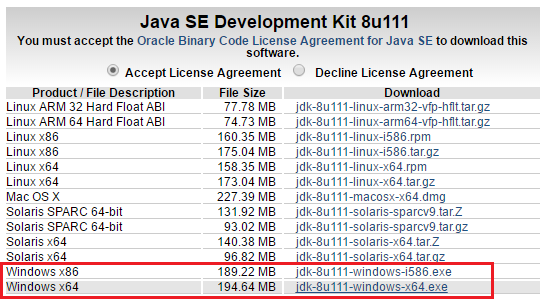 Java SE Development Kit 8u111
You must accept the Oracle Binary Code License Agreement for Java SE to download this
software.
Accept License Agreement Decline License Agreement
Product / File Description File Size Download
Linux ARM 32 Hard Float ABI 77.78 MB jdk-8u111-linux-arm32-vfp-hflt.tar.gz
Linux ARM 64 Hard Float ABI 74.73 MB jdk-8u111-linux-arm64-vfp-hflt.tar.gz
Linux x86 160.35 MB jdk-8u111-linux-i586.rpm
Linux x86 175.04 MB jdk-8u111-linux-i586.tar.gz
Linux x64 158.35 MB jdk-8u111-linux-x64.rpm
Linux x64 173.04 MB jdk-8u111-linux-x64.tar.gz
Mac OS X 227.39 MB jdk-8u111-macosx-x64.dmg
Solaris SPARC 64-bit 131.92 MB jdk-8u111-solaris-sparcv9.tar.Z
Solaris SPARC 64-bit 93.02 MB jdk-8u111-solaris-sparcv9.tar.gz
Solaris x64 140.38 MB jdk-8u111-solaris-x64.tar.Z
Solaris x64 96.82 MB jdk-8u111-solaris-x64.tar.gz
Windows x86 189.22 MB jdk-8u111-windows-i586.exe
Windows x64 194.64 MB jdk-8u111-windows-x64.exe